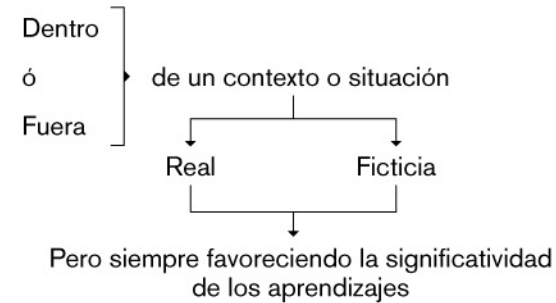 Dentro
ó
de un contexto o situación
Fuera
Real
Ficticia
Pero siempre favoreciendo la significatividad
de los aprendizajes